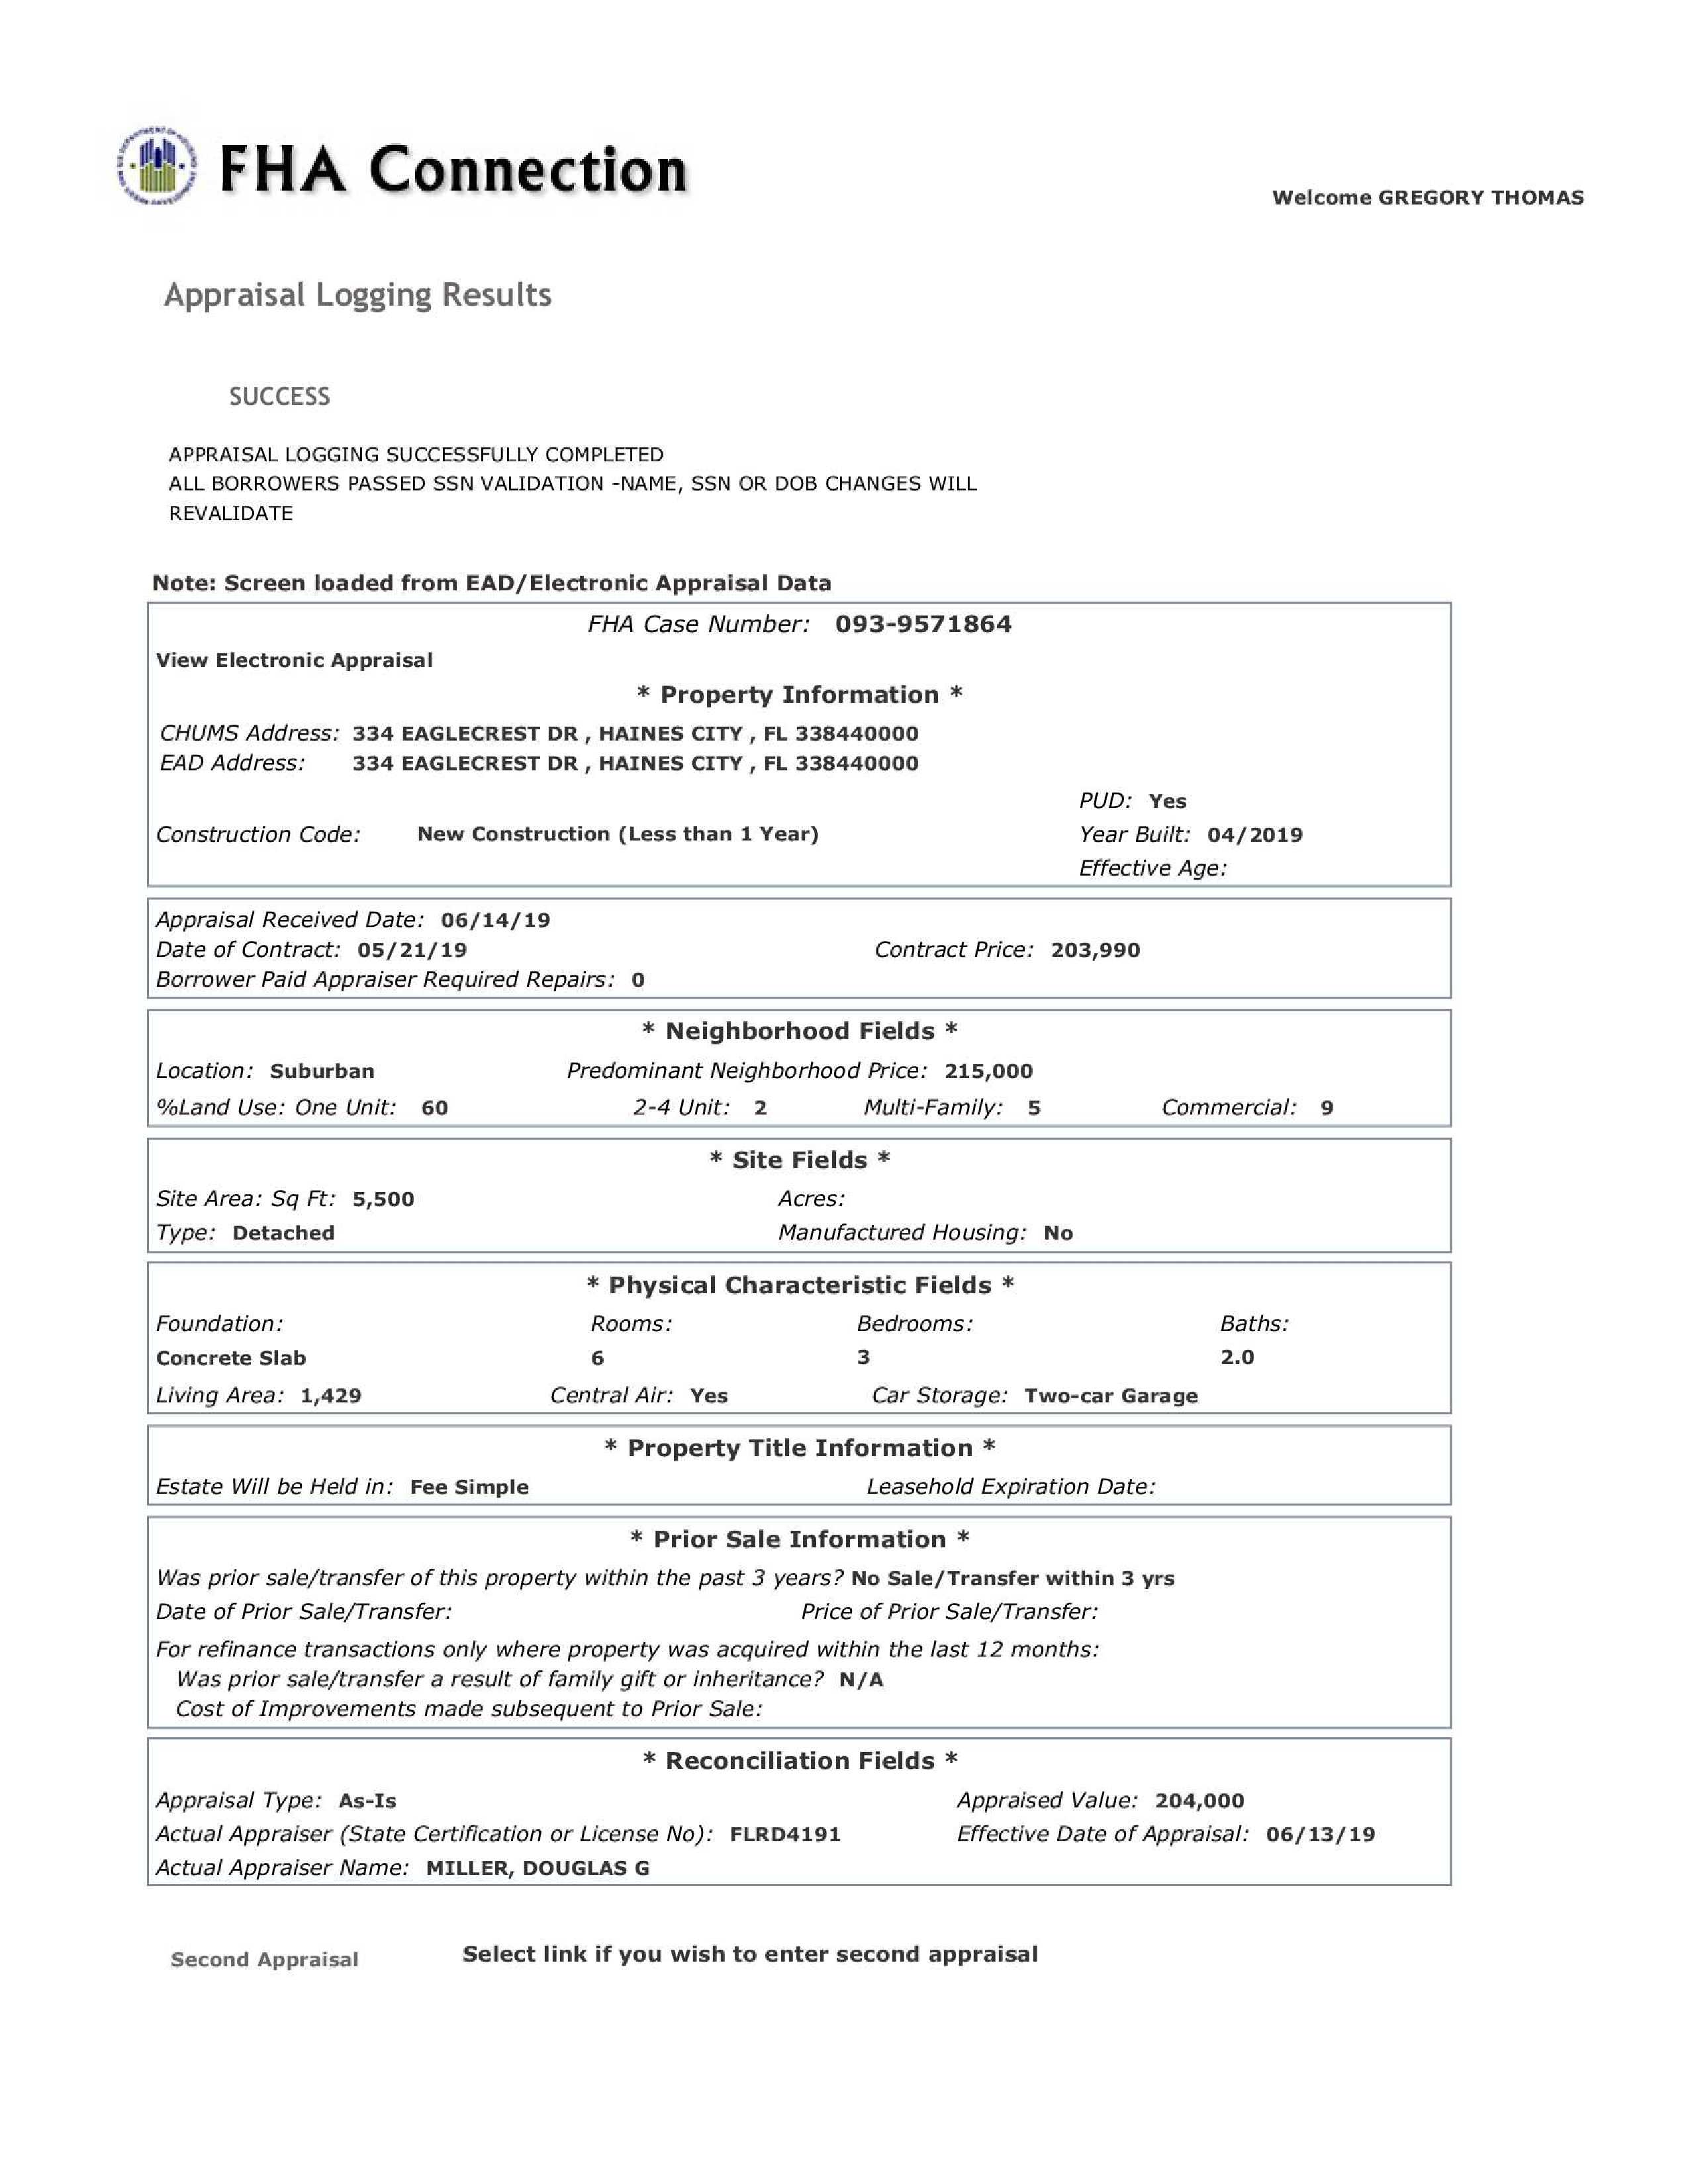 FHA Connection
Welcome GREGORY THOMAS
Appraisal Logging Results
SUCCESS
APPRAISAL LOGGING SUCCESSFULLY COMPLETED
ALL BORROWERS PASSED SSN VALIDATION -NAME, SSN OR DOB CHANGES WILL
REVALIDATE
Note: Screen loaded from EAD/Electronic Appraisal Data
FHA Case Number: 093-9571864
View Electronic Appraisal
* Property Information *
CHUMS Address: 334 EAGLECREST DR , HAINES CITY , FL 338440000
EAD Address: 334 EAGLECREST DR , HAINES CITY , FL 338440000
PUD: Yes
Construction Code: New Construction (Less than 1 Year) Year Built: 04/2019
Effective Age:
Appraisal Received Date: 06/14/19
Date of Contract: 05/21/19 Contract Price: 203,990
Borrower Paid Appraiser Required Repairs: 0
* Neighborhood Fields *
Location: Suburban Predominant Neighborhood Price: 215,000
%Land Use: One Unit: 60 2-4 Unit: 2 Multi-Family: 5 Commercial: 9
* Site Fields *
Site Area: Sq Ft: 5,500 Acres:
Type: Detached Manufactured Housing: No
* Physical Characteristic Fields *
Foundation: Rooms: Bedrooms: Baths:
Concrete Slab 6 3 2.0
Living Area: 1,429 Central Air: Yes Car Storage: Two-car Garage
* Property Title Information *
Estate Will be Held in: Fee Simple Leasehold Expiration Date:
* Prior Sale Information *
Was prior sale/transfer of this property within the past 3 years? No Sale/Transfer within 3 yrs
Date of Prior Sale/Transfer: Price of Prior Sale/Transfer:
For refinance transactions only where property was acquired within the last 12 months:
Was prior sale/transfer a result of family gift or inheritance? N/A
Cost of Improvements made subsequent to Prior Sale:
* Reconciliation Fields *
Appraisal Type: As-Is Appraised Value: 204,000
Actual Appraiser (State Certification or License No): FLRD4191 Effective Date of Appraisal: 06/13/19
Actual Appraiser Name: MILLER, DOUGLAS G
Second Appraisal Select link if you wish to enter second appraisal